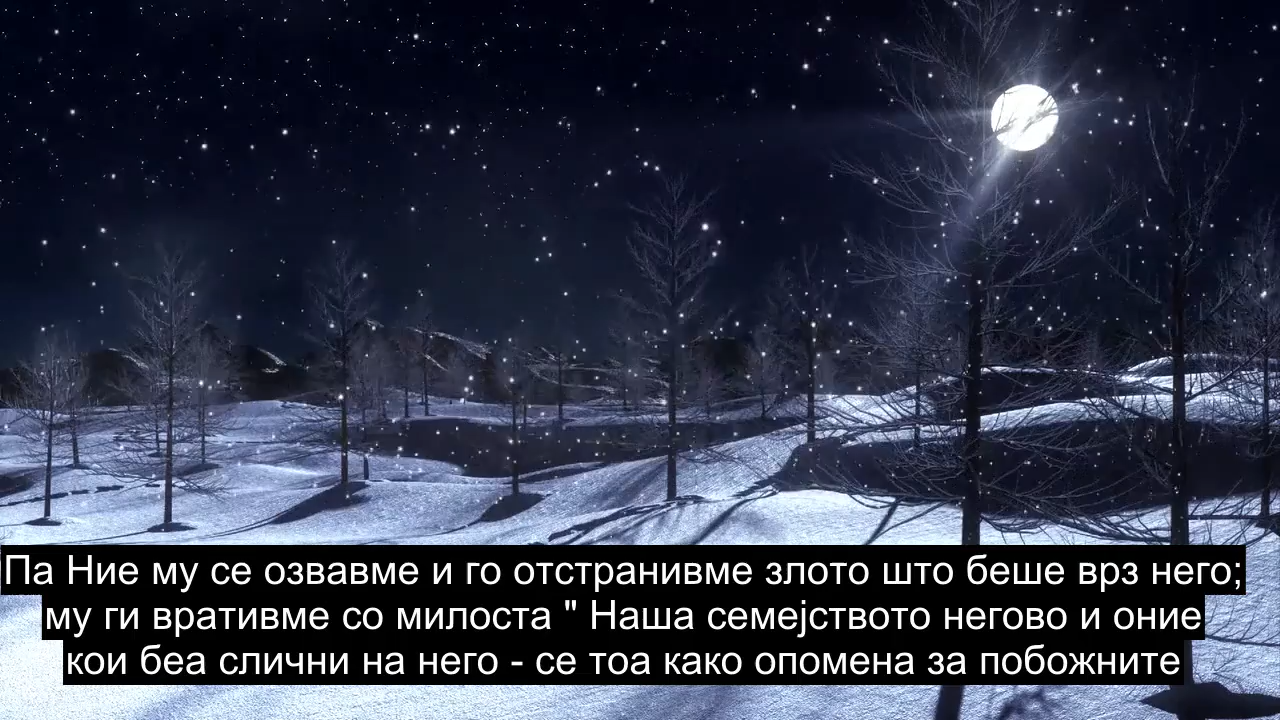 Па Ние му се озвавме и го отстранивме злото што беше врз него;
му ги вративме со милоста " Наша семејството негово и оние
кои беа слични на него - се тоа како опомена за побожните